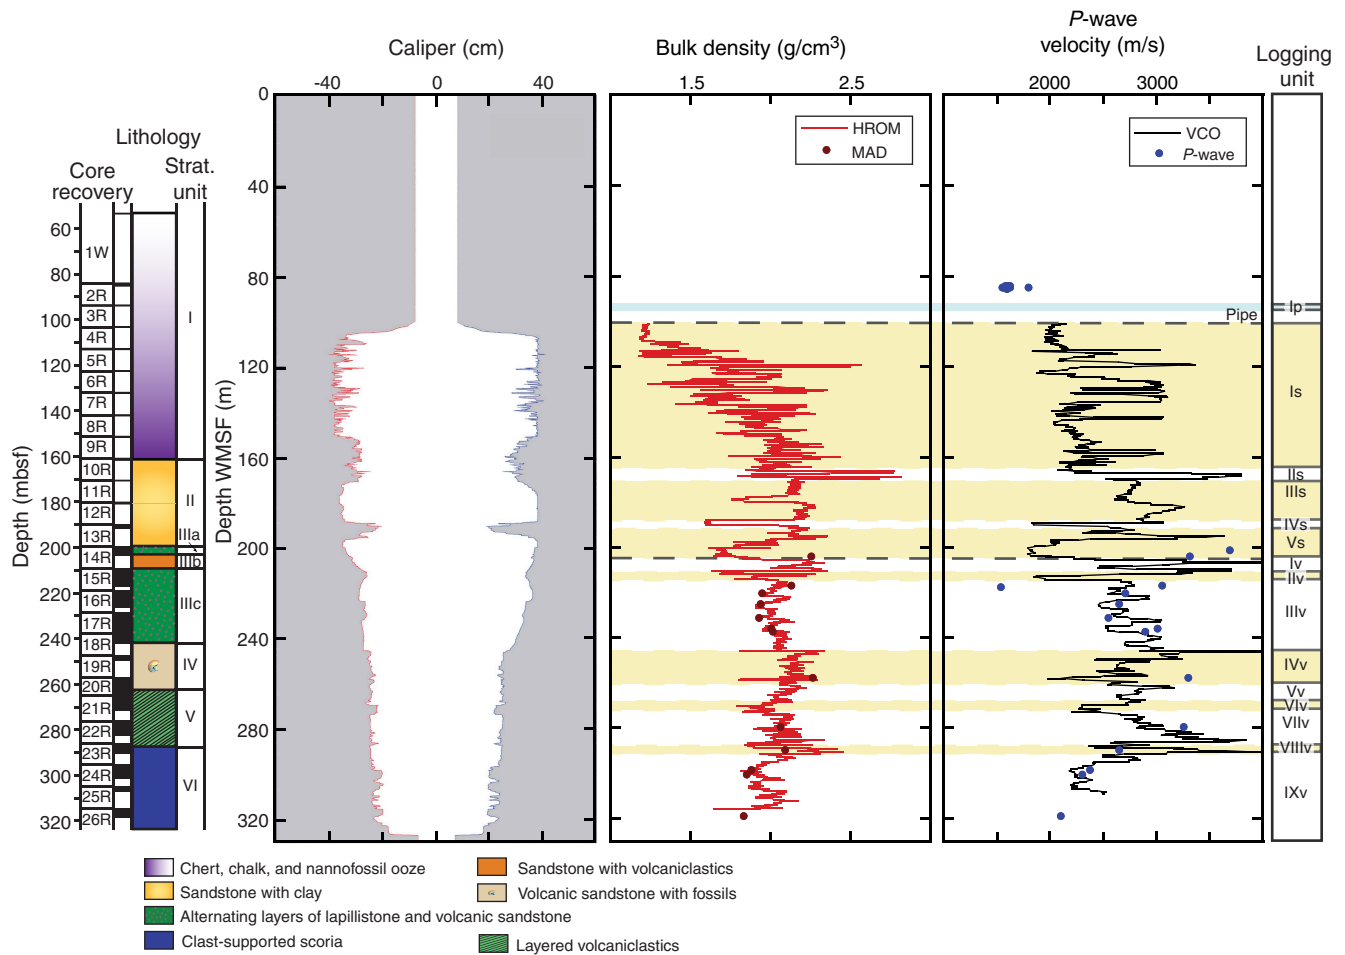 P-wave
Caliper (cm)
Bulk density (g/cm3)
velocity (m/s)
Logging
unit
-40 0 40
1.5 2.5
2000 3000
0
40
80
120
160
200
240
280
320
Depth WMSF (m)
HROM
MAD
VCO
P-wave
Pipe
Lithology
Core
recovery
Strat.
unit
Depth (mbsf)
60
80
100
120
140
160
180
200
220
240
260
280
300
320
1W
2R
3R
4R
5R
6R
7R
8R
9R
10R
11R
12R
13R
14R
15R
16R
17R
18R
19R
20R
21R
22R
23R
24R
25R
26R
I
II
IIIa
IIIb
IIIc
IV
V
VI
Ip
Is
IIs
IIIs
IVs
Vs
Iv
IIv
IIIv
IVv
Vv
VIv
VIIv
VIIIv
IXv
Chert, chalk, and nannofossil ooze
Sandstone with clay
Alternating layers of lapillistone and volcanic sandstone
Clast-supported scoria
Sandstone with volcaniclastics
Volcanic sandstone with fossils
Layered volcaniclastics